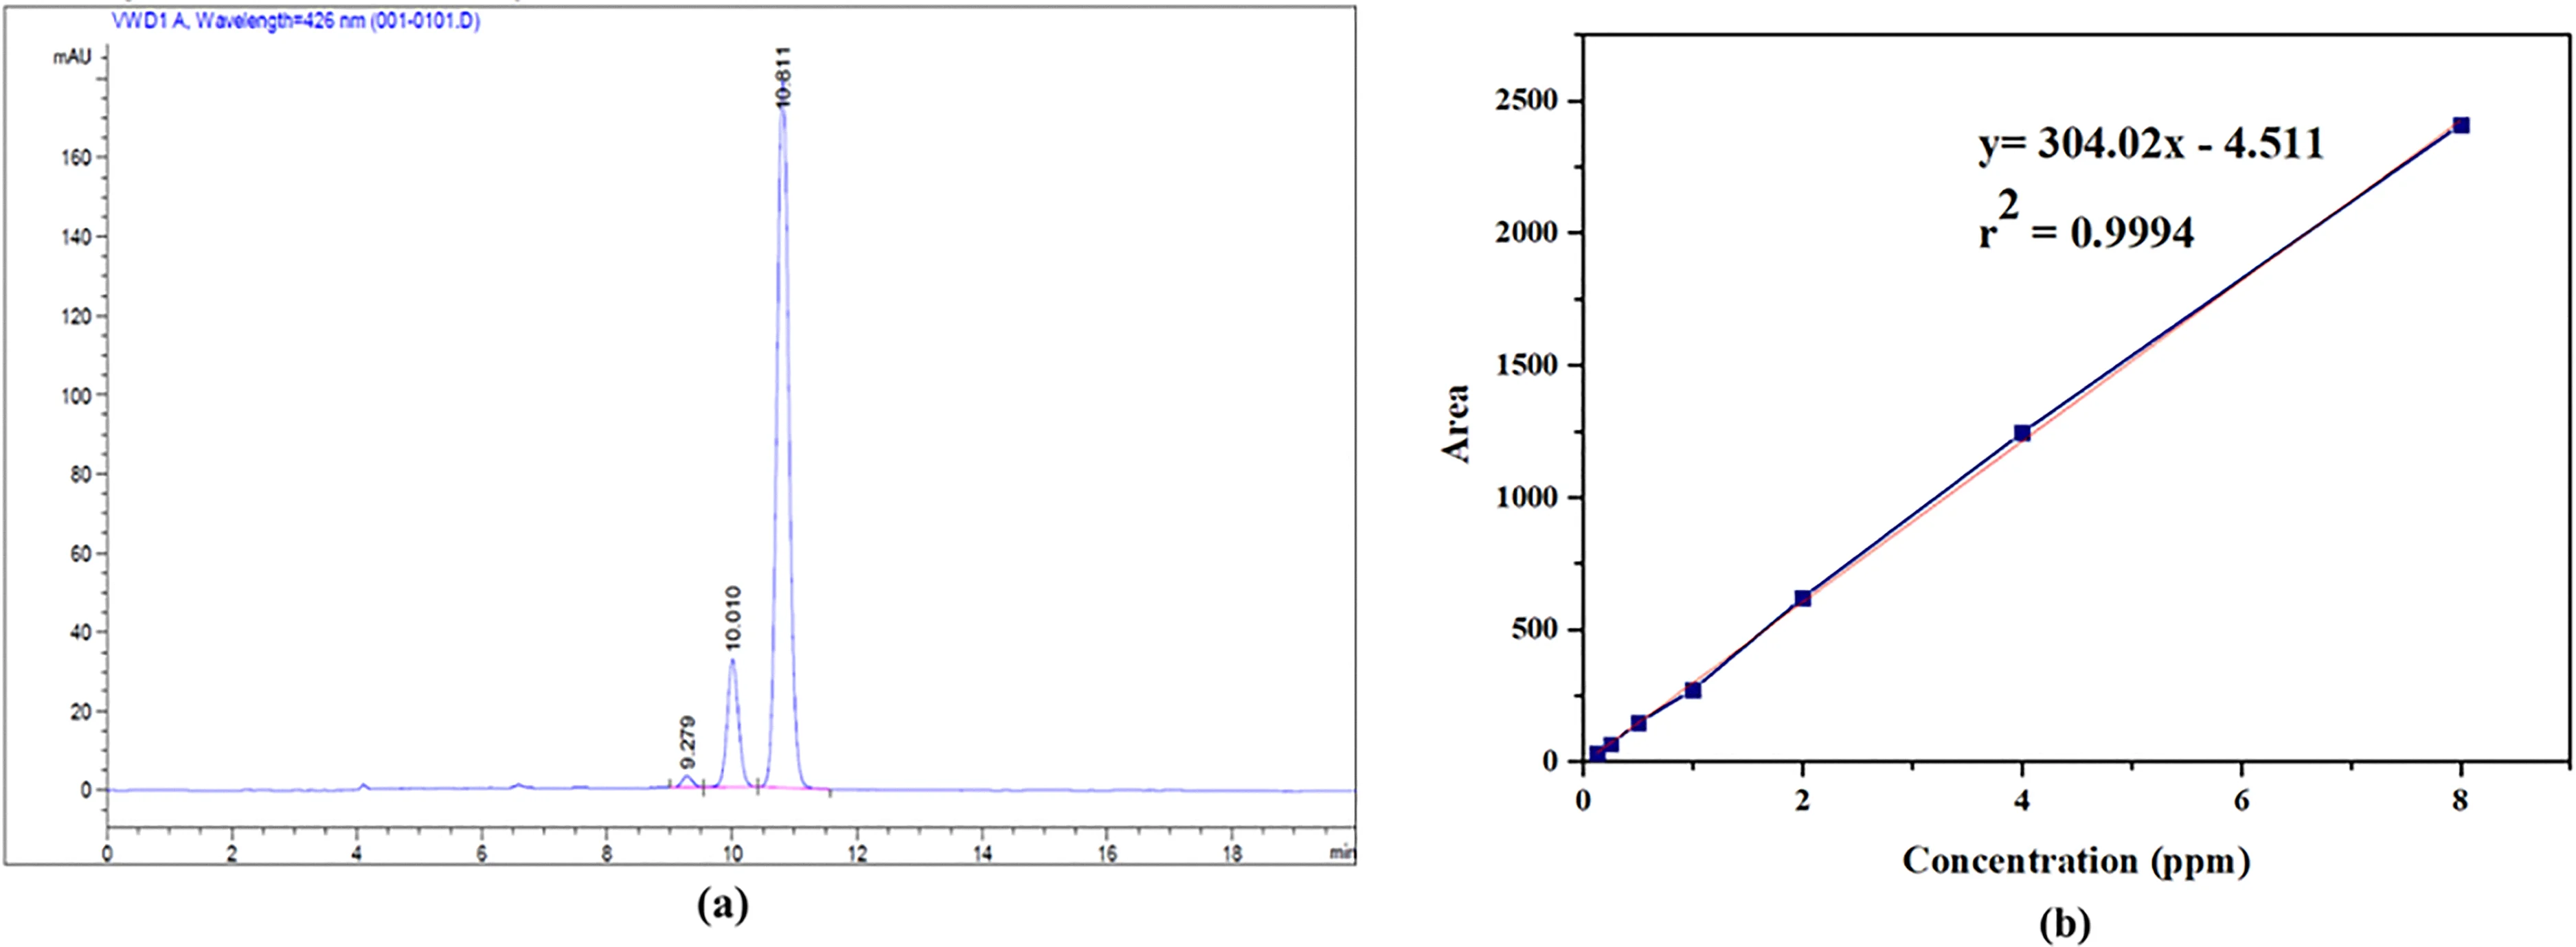 VWD1 A, Wavelength=426 nm (001-0101.D)
mAU
160
140
120
100
80
60
40
20
0
9.279
10.010
10.811
0 2 4 6 8 10 12 14 16 18 min
(a)
2500
2000
1500
1000
500
0
Area
y= 304.02x - 4.511
r2 = 0.9994
0 2 4 6 8
Concentration (ppm)
(b)